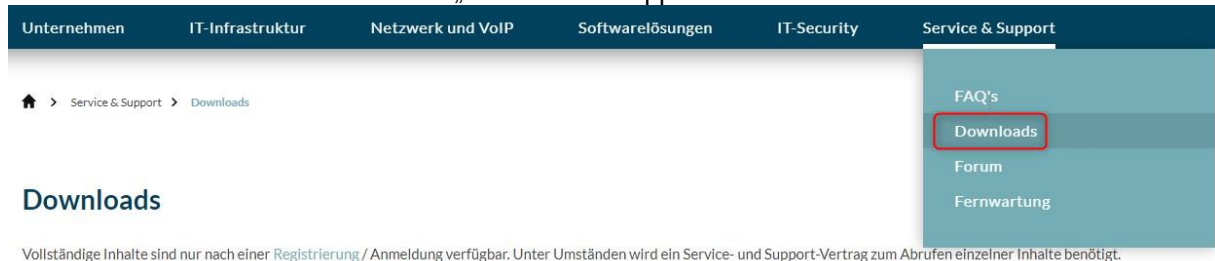 Unternehmen IT-Infrastruktur Netzwerk und VoIP Softwarelösungen IT-Security Service & Support
> Service & Support > Downloads
FAQ's
Downloads
Forum
Fernwartung
Downloads
Vollständige Inhalte sind nur nach einer Registrierung / Anmeldung verfügbar. Unter Umständen wird ein Service- und Support-Vertrag zum Abrufen einzelner Inhalte benötigt.